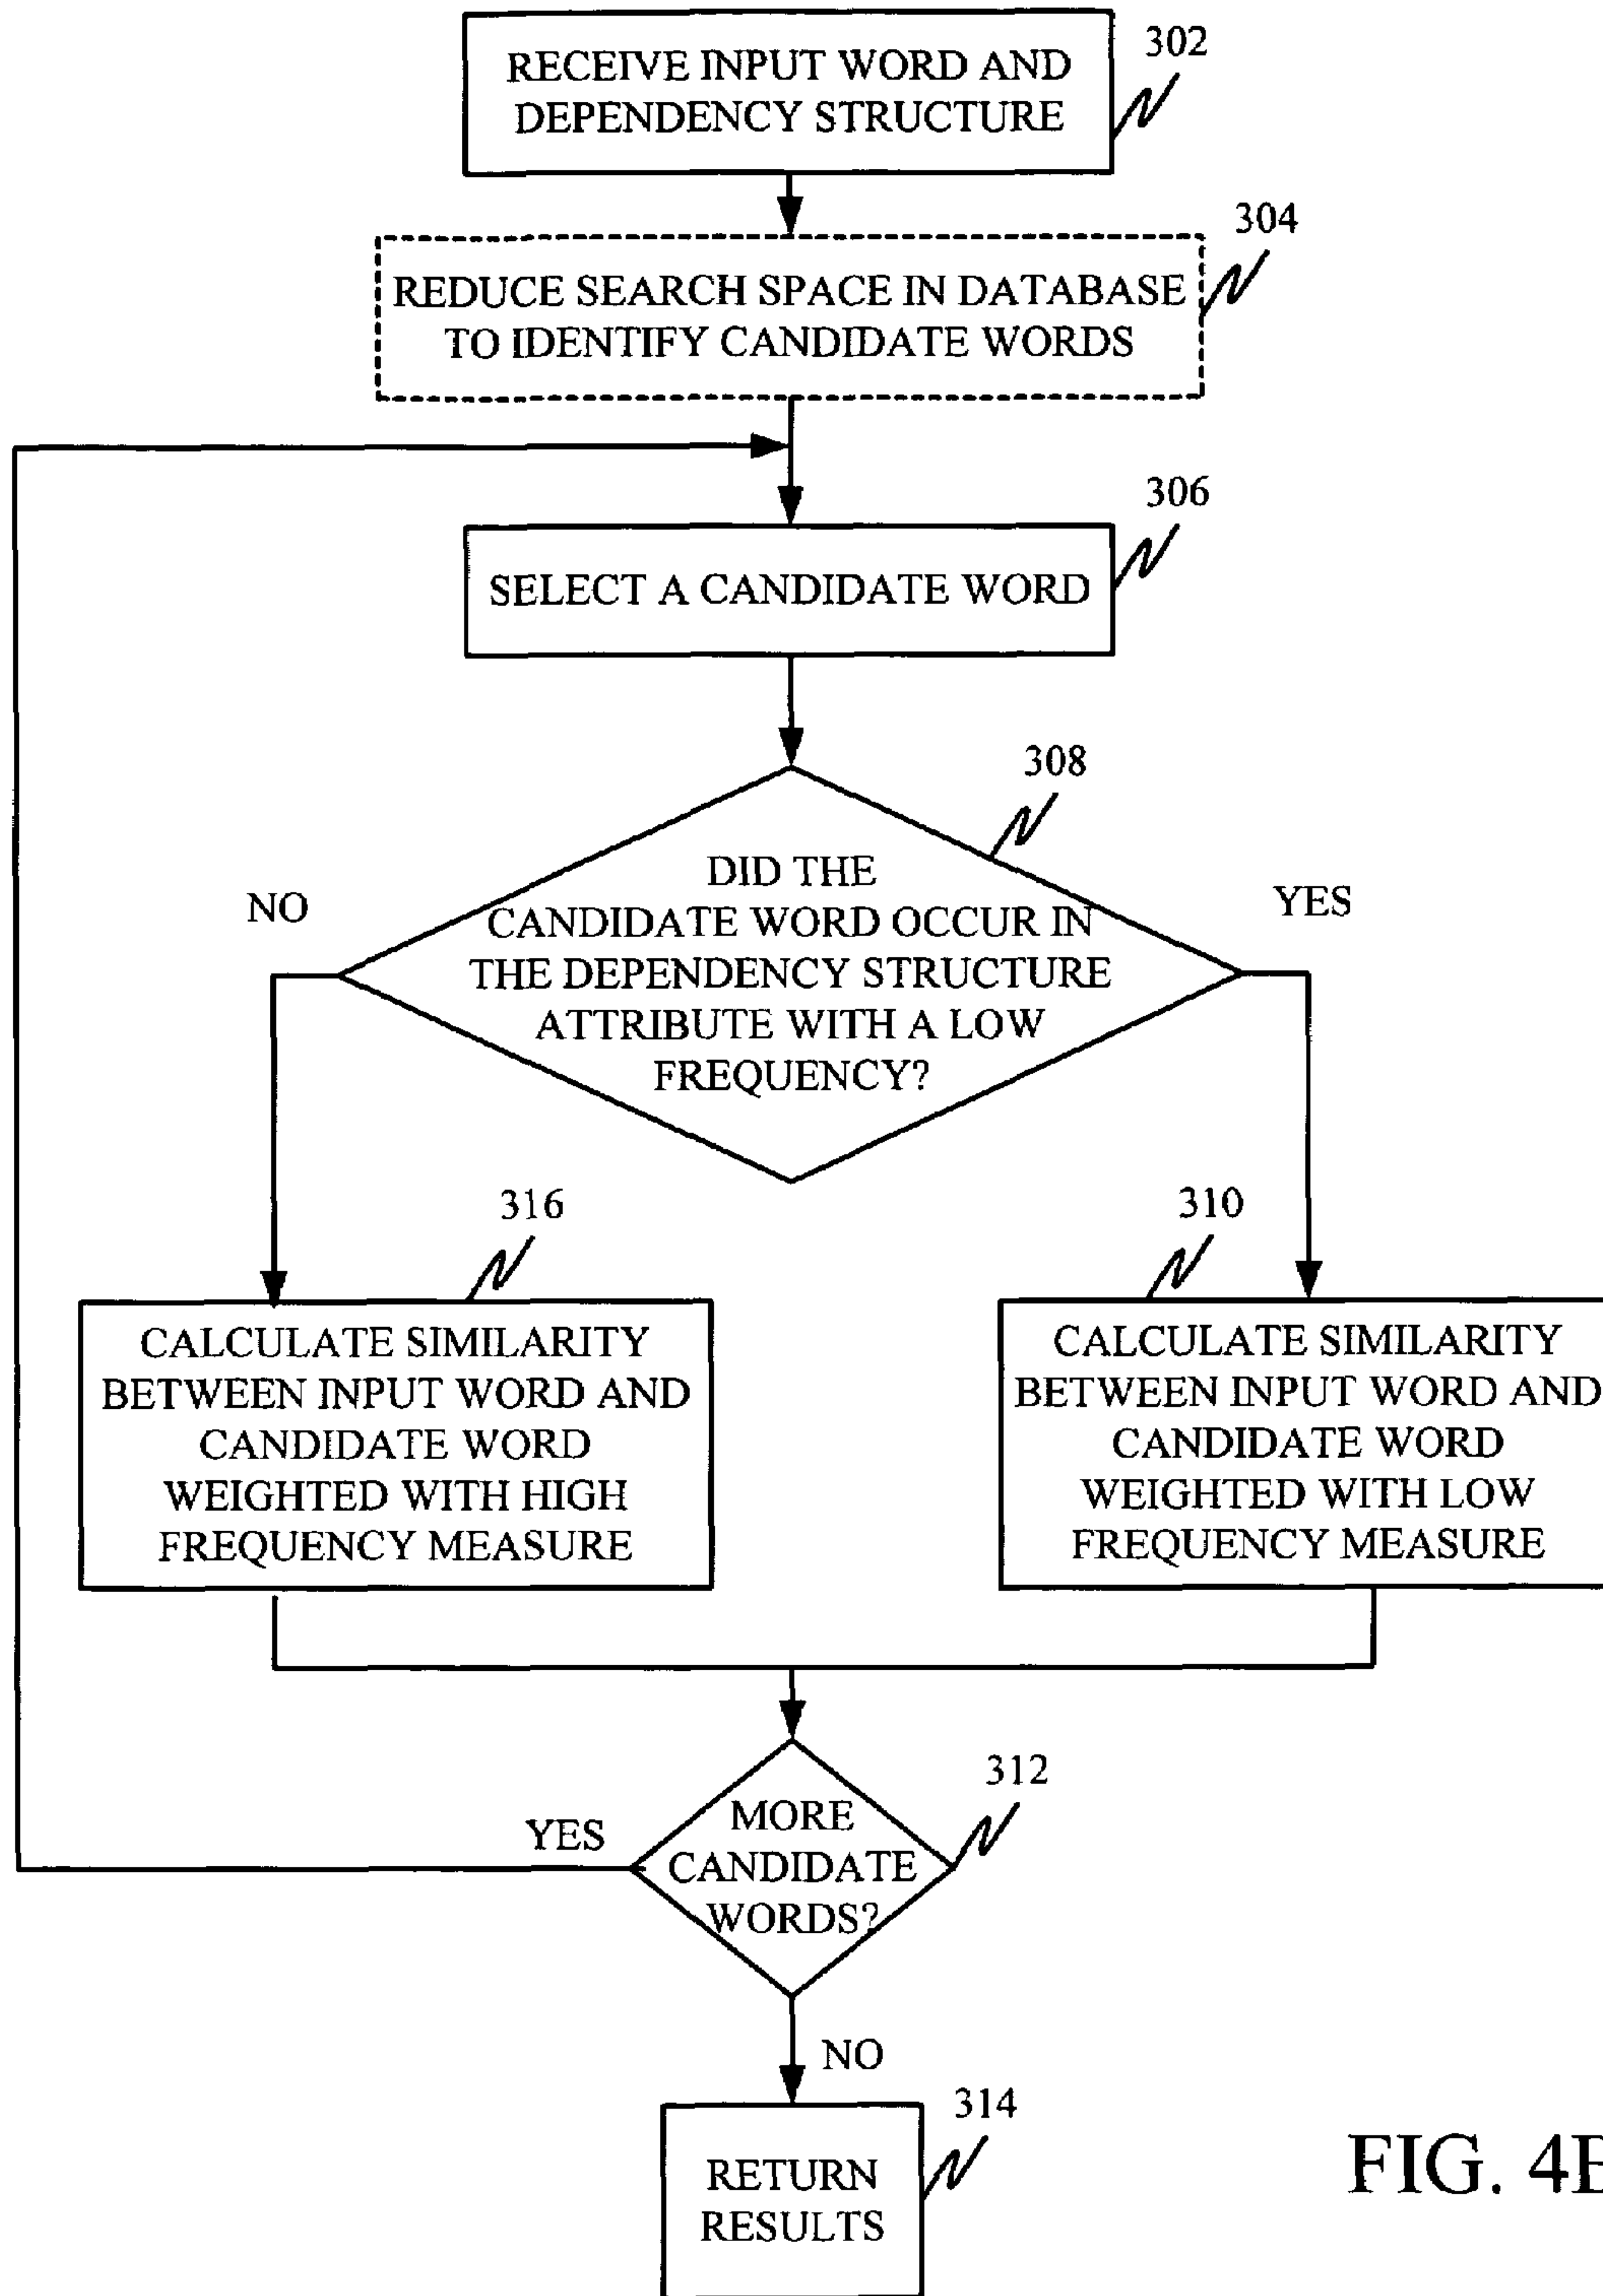 302
RECEIVE INPUT WORD AND
DEPENDENCY STRUCTURE
304
REDUCE SEARCH SPACE IN DATABASE
TO IDENTIFY CANDIDATE WORDS
306
SELECT A CANDIDATE WORD
308
NO
YES
DID THE
CANDIDATE WORD OCCUR IN
THE DEPENDENCY STRUCTURE
ATTRIBUTE WITH A LOW
FREQUENCY?
316
CALCULATE SIMILARITY
BETWEEN INPUT WORD AND
CANDIDATE WORD
WEIGHTED WITH HIGH
FREQUENCY MEASURE
310
CALCULATE SIMILARITY
BETWEEN INPUT WORD AND
CANDIDATE WORD
WEIGHTED WITH LOW
FREQUENCY MEASURE
312
YES
MORE
CANDIDATE
WORDS?
NO
314
RETURN
RESULTS
FIG. 4B